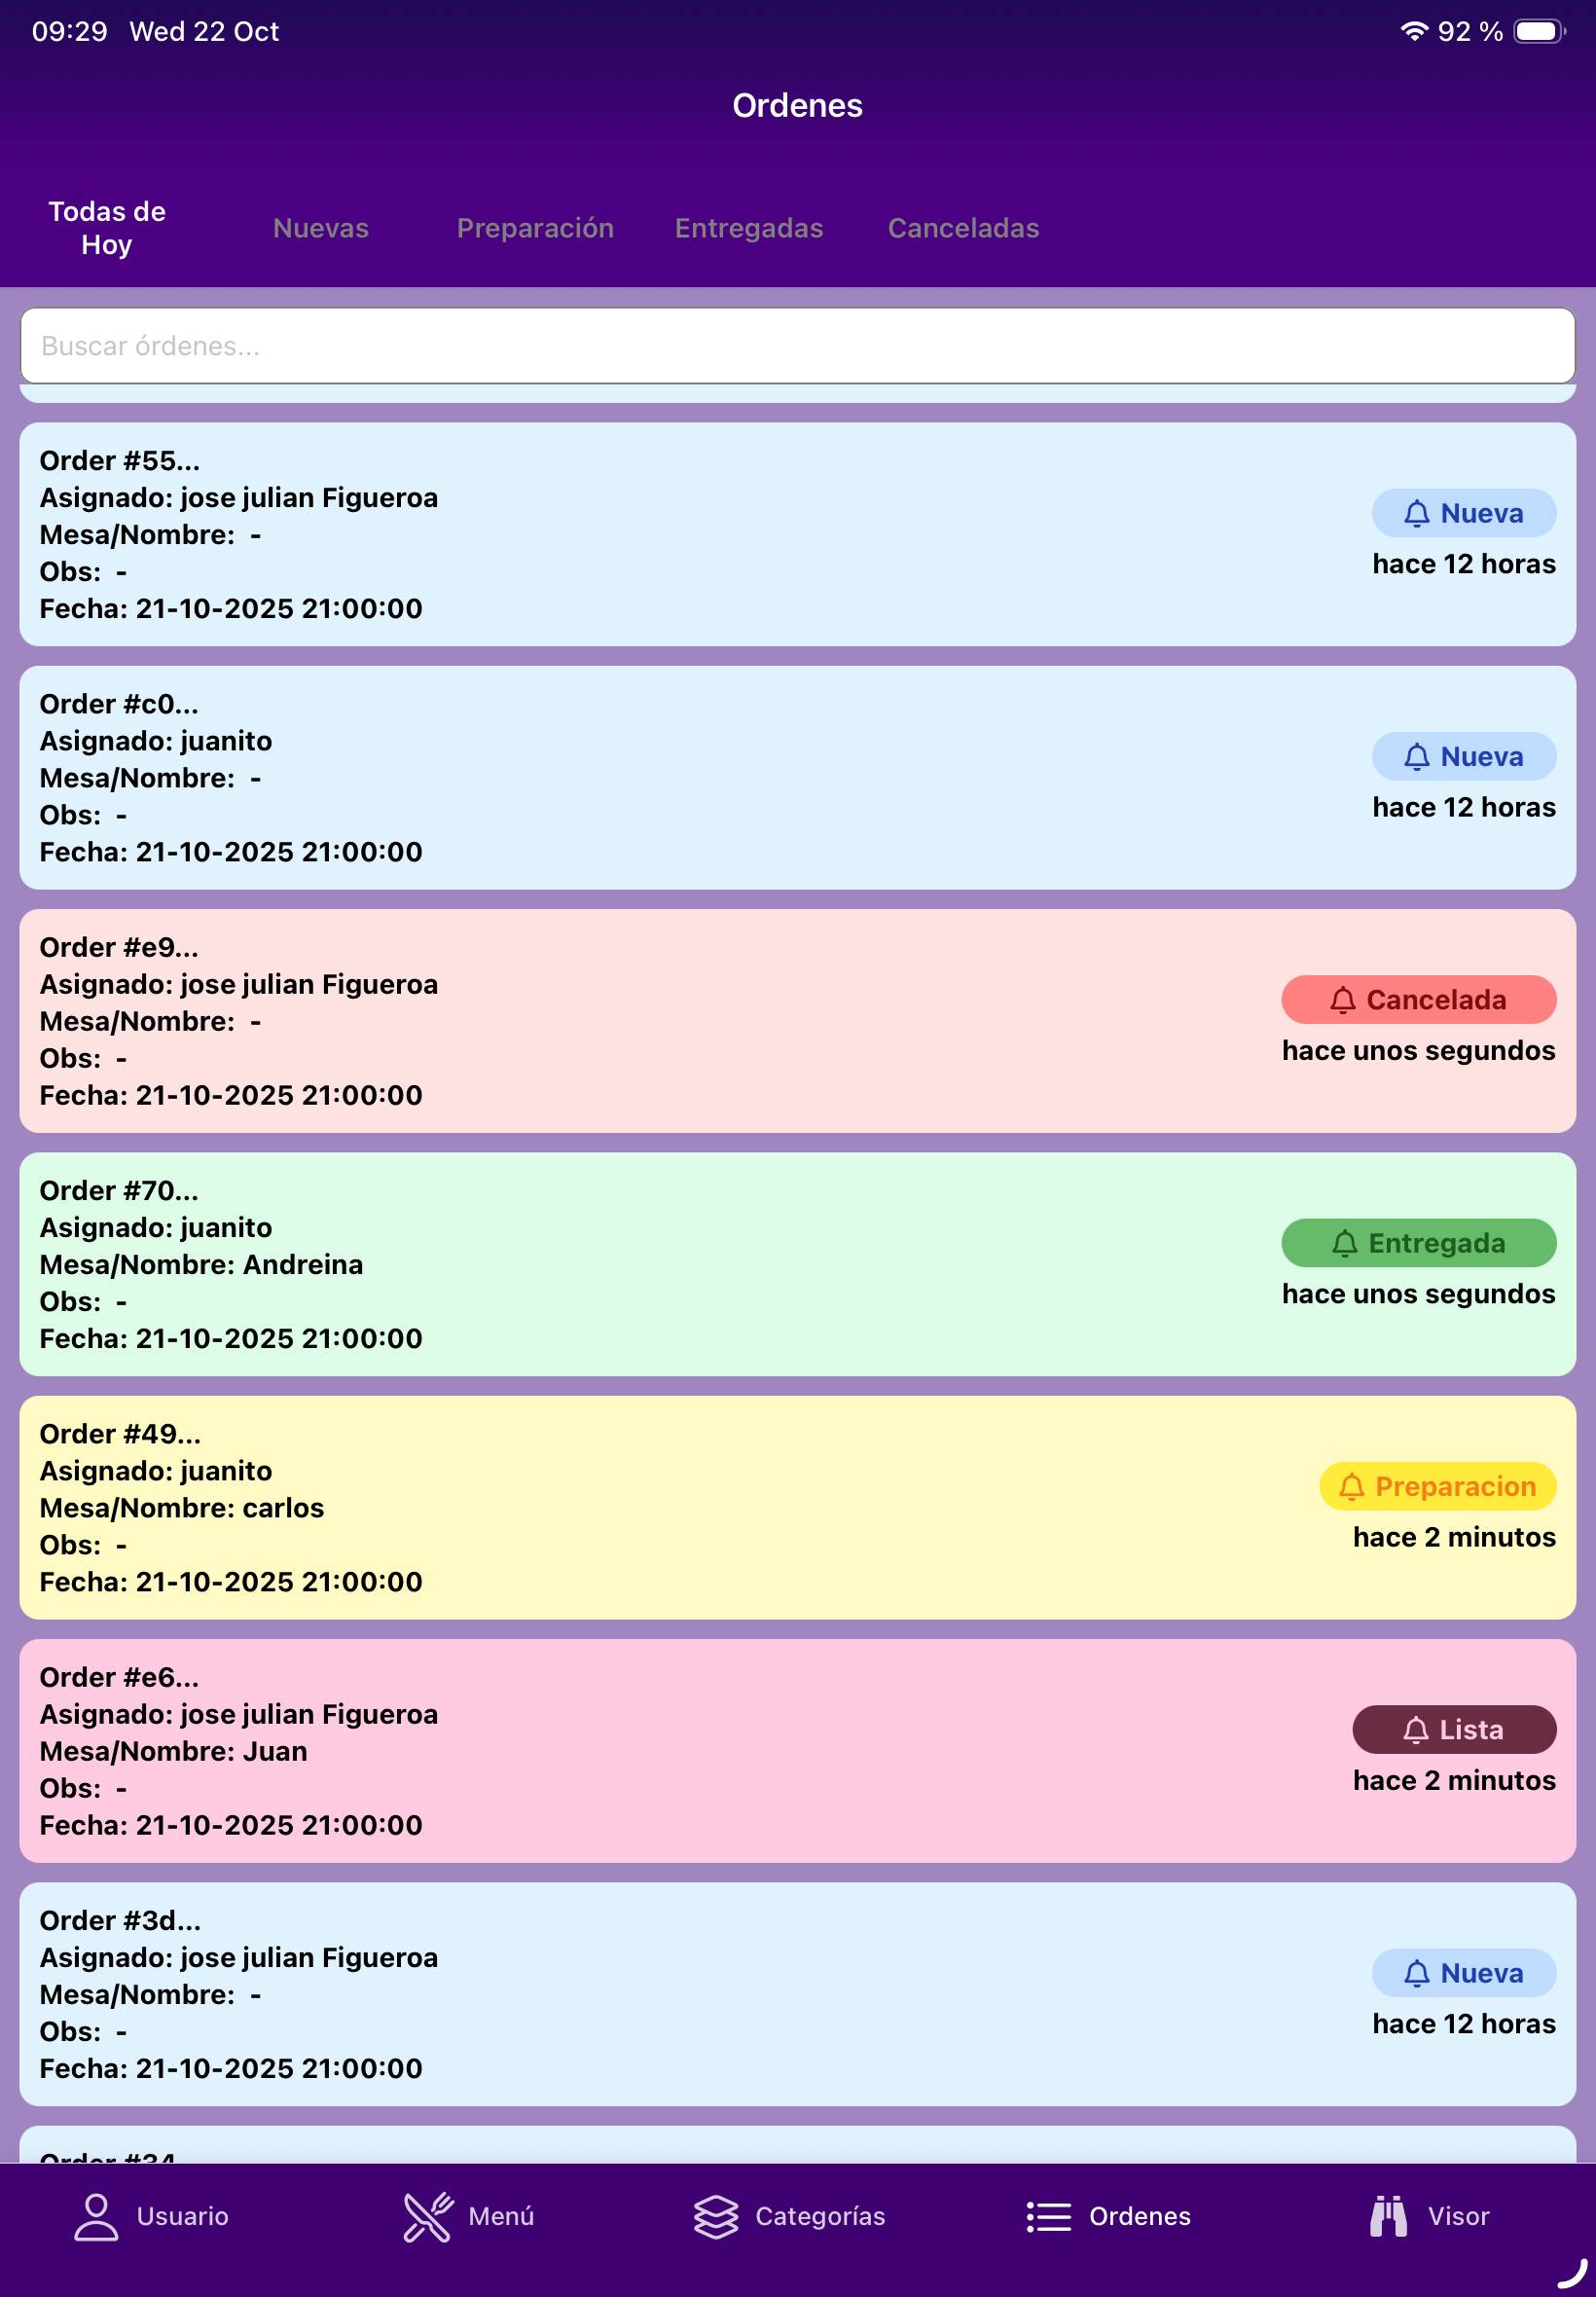 09:29 Wed 22 Oct
92 %
Ordenes
Todas de
Hoy
Nuevas
Preparación
Entregadas
Canceladas
Buscar órdenes...
Order #55...
Asignado: jose julian Figueroa
Mesa/Nombre: -
Obs: -
Fecha: 21-10-2025 21:00:00
Nueva
hace 12 horas
Order #c0...
Asignado: juanito
Mesa/Nombre: -
Obs: -
Fecha: 21-10-2025 21:00:00
Nueva
hace 12 horas
Order #e9...
Asignado: jose julian Figueroa
Mesa/Nombre: -
Obs: -
Fecha: 21-10-2025 21:00:00
Cancelada
hace unos segundos
Order #70...
Asignado: juanito
Mesa/Nombre: Andreina
Obs: -
Fecha: 21-10-2025 21:00:00
Entregada
hace unos segundos
Order #49...
Asignado: juanito
Mesa/Nombre: carlos
Obs: -
Fecha: 21-10-2025 21:00:00
Preparacion
hace 2 minutos
Order #e6...
Asignado: jose julian Figueroa
Mesa/Nombre: Juan
Obs: -
Fecha: 21-10-2025 21:00:00
Lista
hace 2 minutos
Order #3d...
Asignado: jose julian Figueroa
Mesa/Nombre: -
Obs: -
Fecha: 21-10-2025 21:00:00
Nueva
hace 12 horas
Order #34
Usuario
Menú
Categorías
Ordenes
Visor